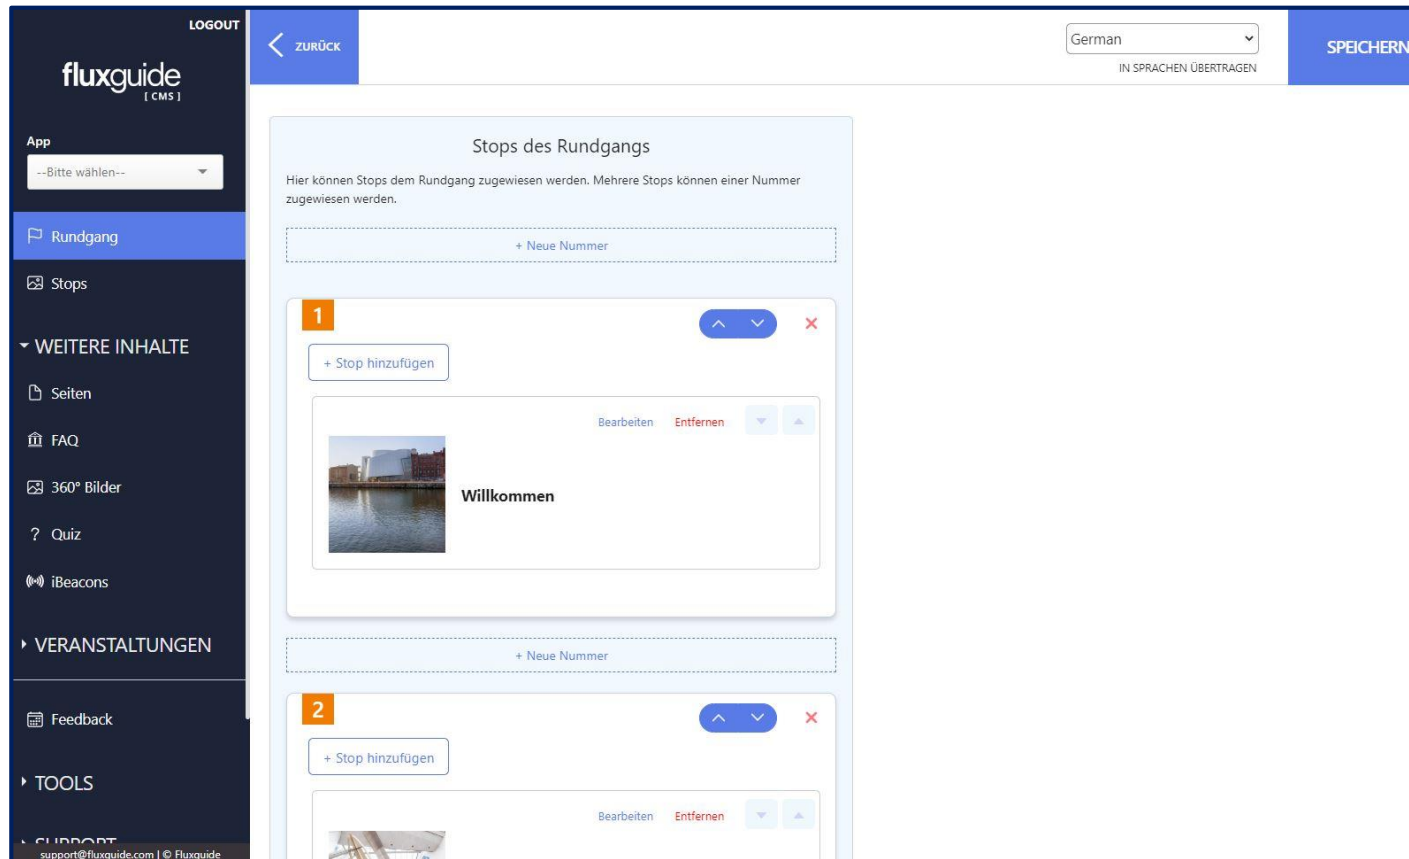 LOGOUT
fluxguide
[ CMS ]
App
--Bitte wählen--
Rundgang
Stops
WEITERE INHALTE
Seiten
FAQ
360° Bilder
? Quiz
iBeacons
VERANSTALTUNGEN
Feedback
TOOLS
SUPPORT
support@fluxguide.com | © Fluxguide
ZURÜCK
German
IN SPRACHEN ÜBERTRAGEN
SPEICHERN
Stops des Rundgangs
Hier können Stops dem Rundgang zugewiesen werden. Mehrere Stops können einer Nummer
zugewiesen werden.
+ Neue Nummer
1
+ Stop hinzufügen
Bearbeiten Entfernen
Willkommen
+ Neue Nummer
2
+ Stop hinzufügen
Bearbeiten Entfernen